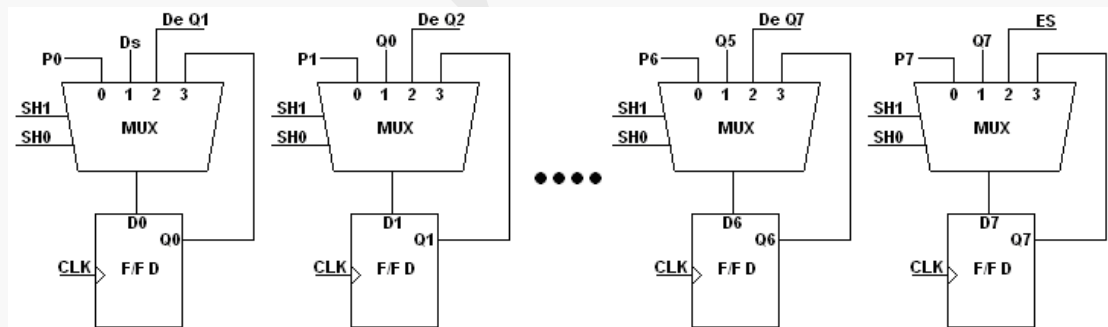 De Q1
Ds
P0
0 1 2 3
SH1
MUX
SH0
D0
Q0
CLK
F/F D
De Q2
Q0
P1
0 1 2 3
SH1
MUX
SH0
D1
Q1
CLK
F/F D
De Q7
Q5
P6
0 1 2 3
SH1
MUX
SH0
D6
Q6
CLK
F/F D
ES
Q7
P7
0 1 2 3
SH1
MUX
SH0
D7
Q7
CLK
F/F D